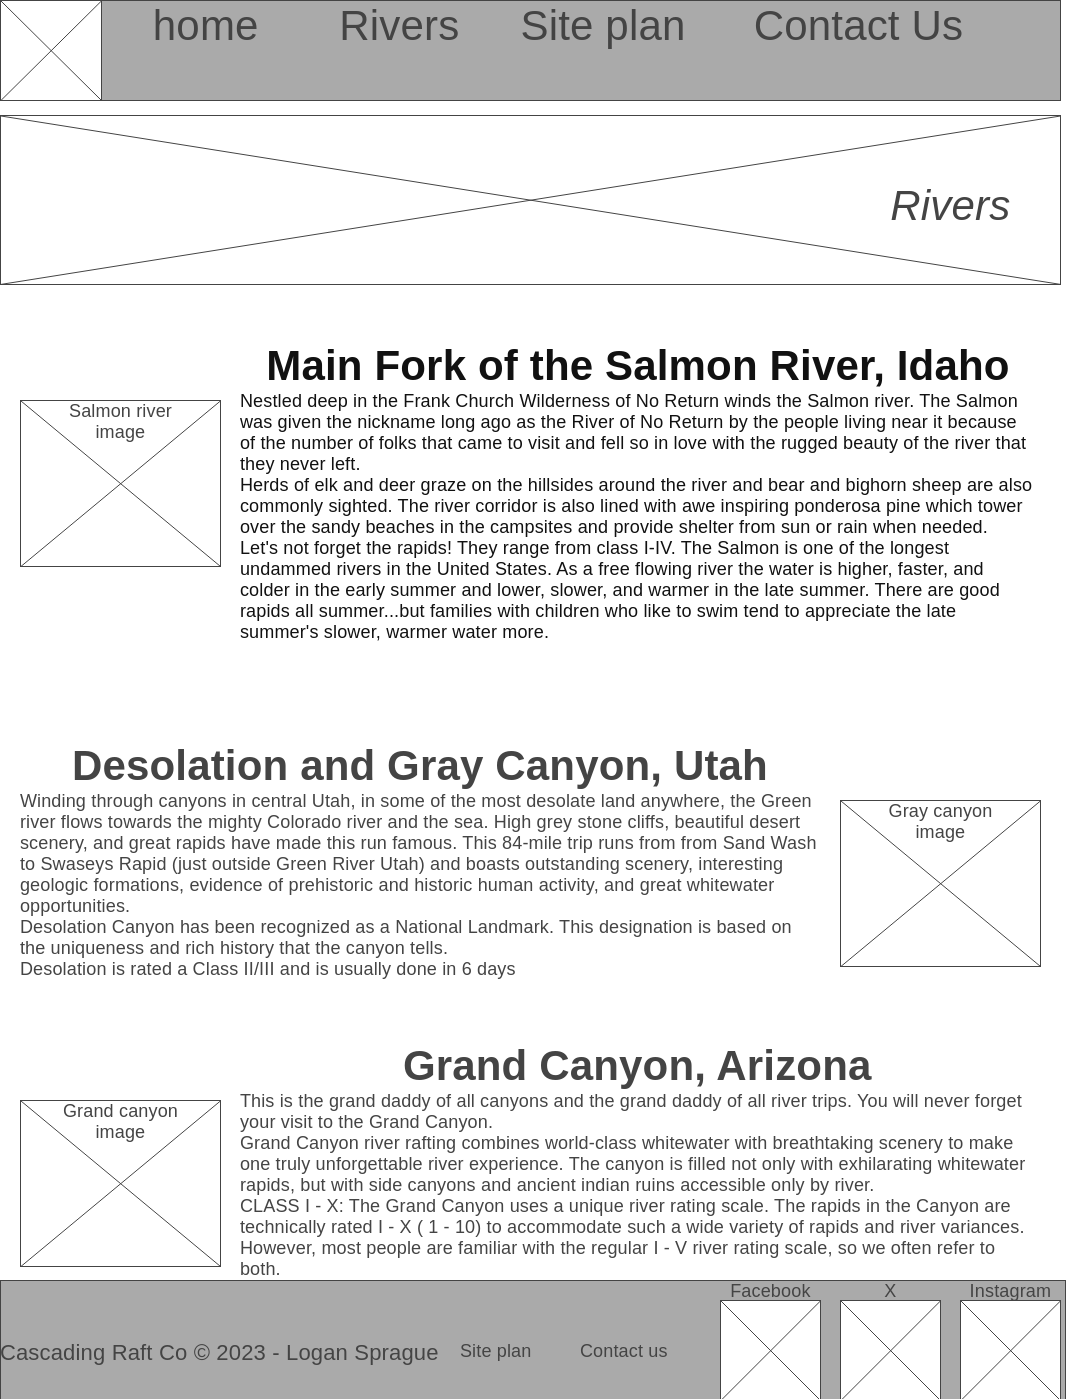 home Rivers Site plan Contact Us
Rivers
Main Fork of the Salmon River, Idaho
Salmon river
image
Nestled deep in the Frank Church Wilderness of No Return winds the Salmon river. The Salmon
was given the nickname long ago as the River of No Return by the people living near it because
of the number of folks that came to visit and fell so in love with the rugged beauty of the river that
they never left.
Herds of elk and deer graze on the hillsides around the river and bear and bighorn sheep are also
commonly sighted. The river corridor is also lined with awe inspiring ponderosa pine which tower
over the sandy beaches in the campsites and provide shelter from sun or rain when needed.
Let's not forget the rapids! They range from class I-IV. The Salmon is one of the longest
undammed rivers in the United States. As a free flowing river the water is higher, faster, and
colder in the early summer and lower, slower, and warmer in the late summer. There are good
rapids all summer...but families with children who like to swim tend to appreciate the late
summer's slower, warmer water more.
Desolation and Gray Canyon, Utah
Winding through canyons in central Utah, in some of the most desolate land anywhere, the Green
river flows towards the mighty Colorado river and the sea. High grey stone cliffs, beautiful desert
scenery, and great rapids have made this run famous. This 84-mile trip runs from from Sand Wash
to Swaseys Rapid (just outside Green River Utah) and boasts outstanding scenery, interesting
geologic formations, evidence of prehistoric and historic human activity, and great whitewater
opportunities.
Desolation Canyon has been recognized as a National Landmark. This designation is based on
the uniqueness and rich history that the canyon tells.
Desolation is rated a Class II/III and is usually done in 6 days
Gray canyon
image
Grand Canyon, Arizona
Grand canyon
image
This is the grand daddy of all canyons and the grand daddy of all river trips. You will never forget
your visit to the Grand Canyon.
Grand Canyon river rafting combines world-class whitewater with breathtaking scenery to make
one truly unforgettable river experience. The canyon is filled not only with exhilarating whitewater
rapids, but with side canyons and ancient indian ruins accessible only by river.
CLASS I - X: The Grand Canyon uses a unique river rating scale. The rapids in the Canyon are
technically rated I - X ( 1 - 10) to accommodate such a wide variety of rapids and river variances.
However, most people are familiar with the regular I - V river rating scale, so we often refer to
both.
Facebook X Instagram
Cascading Raft Co © 2023 - Logan Sprague Site plan Contact us